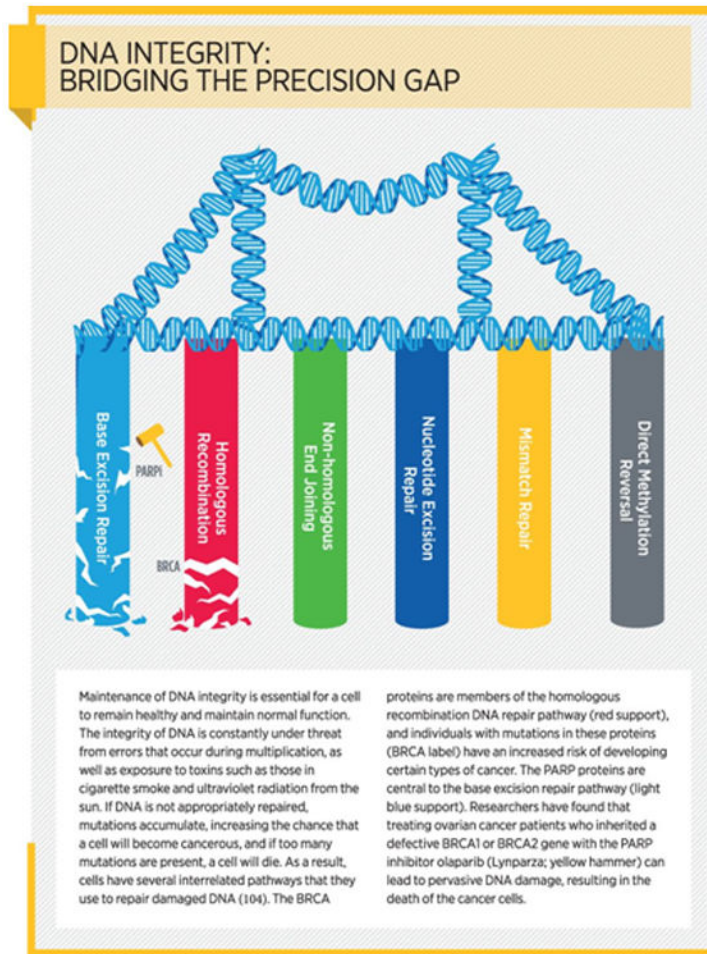 DNA INTEGRITY:
BRIDGING THE PRECISION GAP
Base Excision Repair
PARPi
Homologous
Recombination
BRCA
Non-homologous
End Joining
Nucleotide Excision
Repair
Mismatch Repair
Direct Methylation
Reversal
Maintenance of DNA integrity is essential for a cell
to remain healthy and maintain normal function.
The integrity of DNA is constantly under threat
from errors that occur during multiplication, as
well as exposure to toxins such as those in
cigarette smoke and ultraviolet radiation from the
sun. If DNA is not appropriately repaired,
mutations accumulate, increasing the chance that
a cell will become cancerous, and if too many
mutations are present, a cell will die. As a result,
cells have several interrelated pathways that they
use to repair damaged DNA (104). The BRCA
proteins are members of the homologous
recombination DNA repair pathway (red support),
and individuals with mutations in these proteins
(BRCA label) have an increased risk of developing
certain types of cancer. The PARP proteins are
central to the base excision repair pathway (light
blue support). Researchers have found that
treating ovarian cancer patients who inherited a
defective BRCA1 or BRCA2 gene with the PARP
inhibitor olaparib (Lynparza; yellow hammer) can
lead to pervasive DNA damage, resulting in the
death of the cancer cells.